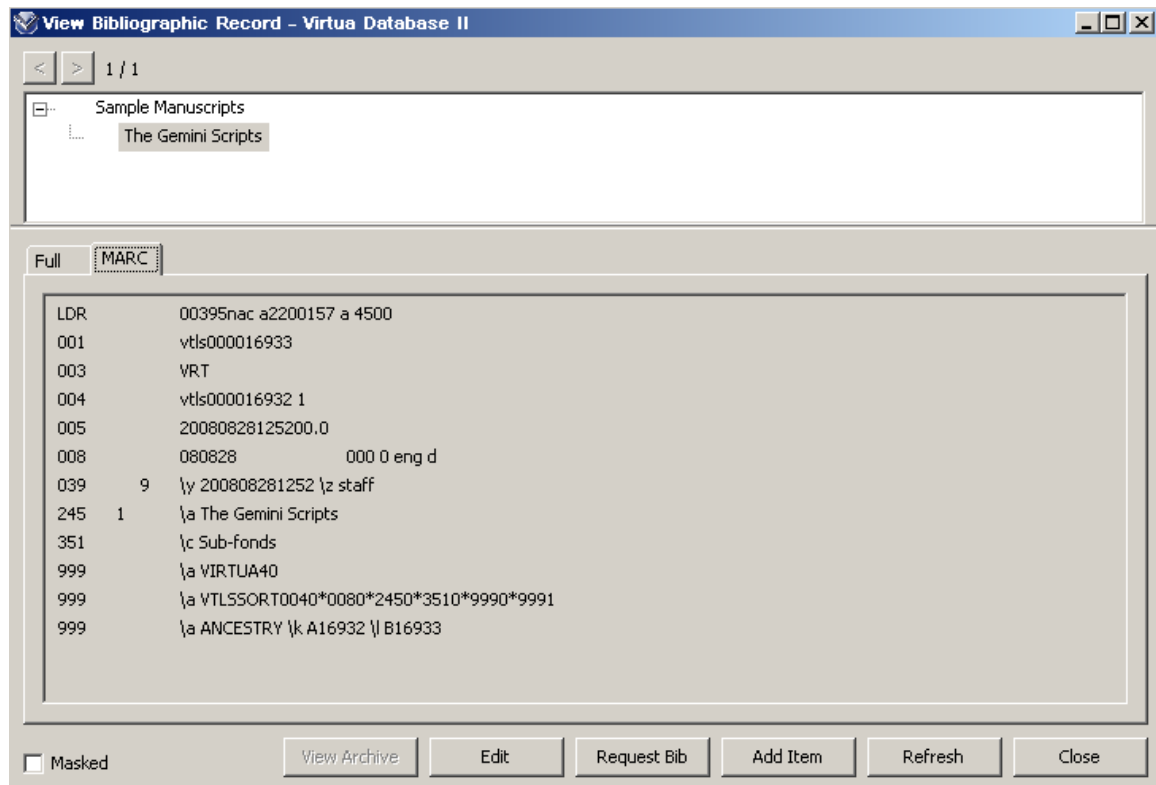 View Bibliographic Record - Virtua Database II
< > 1 / 1
Sample Manuscripts
The Gemini Scripts
Full MARC
LDR 00395nac a2200157 a 4500
001 vtls000016933
003 VRT
004 vtls000016932 1
005 20080828125200.0
008 080828 000 0 eng d
039 9 \y 200808281252 \z staff
245 1 \a The Gemini Scripts
351 \c Sub-fonds
999 \a VIRTUA40
999 \a VTLSSORT0040*0080*2450*3510*9990*9991
999 \a ANCESTRY \k A16932 \l B16933
Masked View Archive Edit Request Bib Add Item Refresh Close